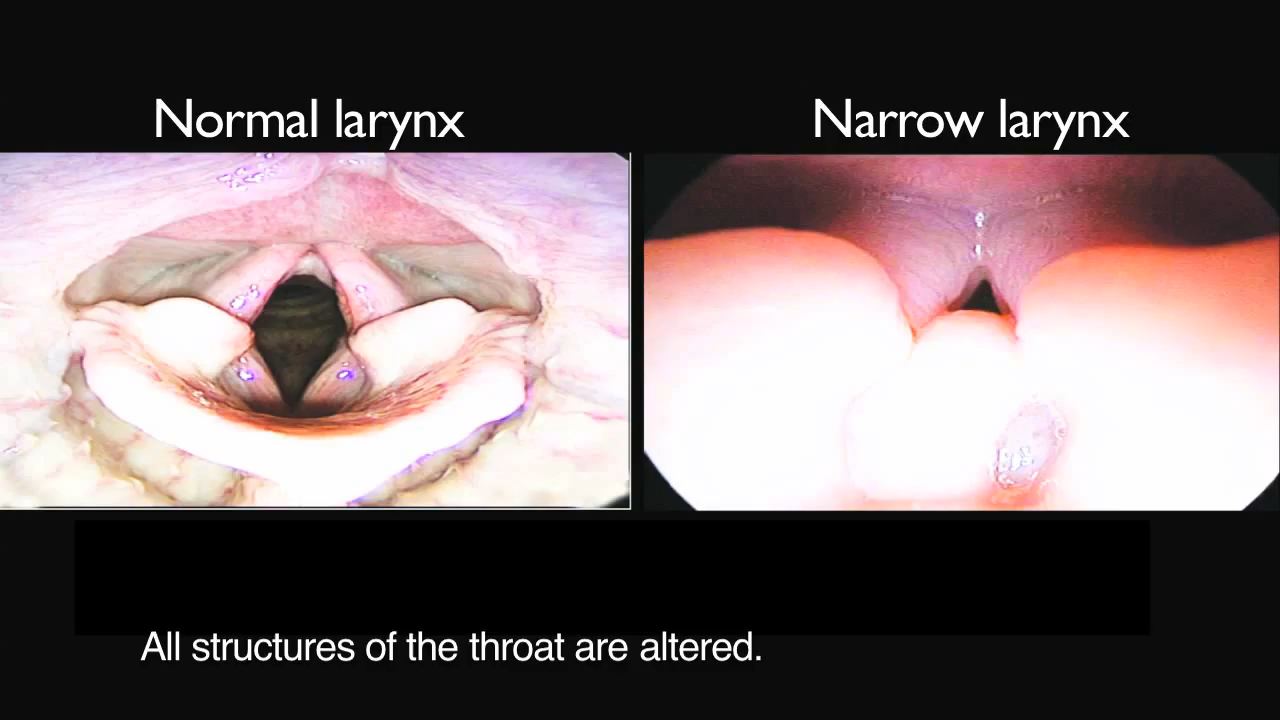 Normal larynx
Narrow larynx
All structures of the throat are altered.